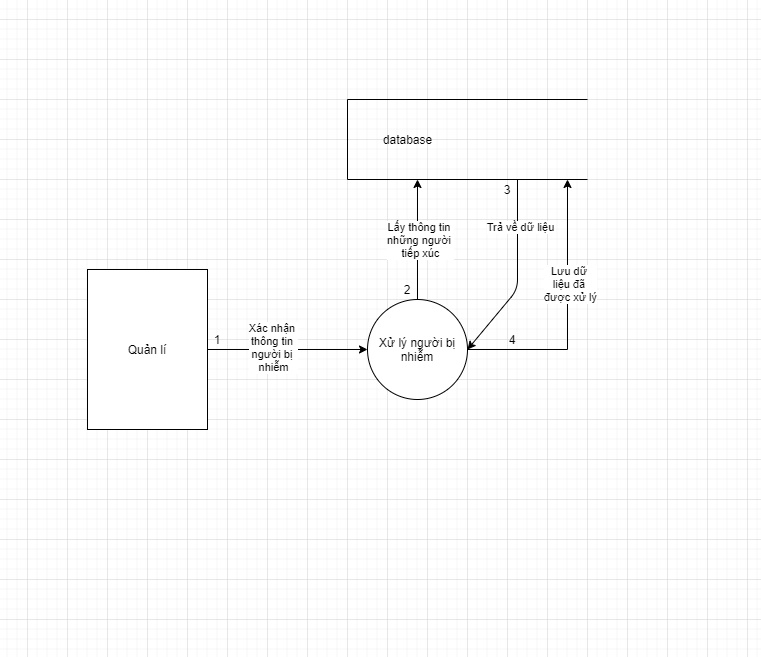 database
3
Lấy thông tin
những người
tiếp xúc
Trả về dữ liệu
Lưu dữ
liệu đã
được xử lý
2
Quản lí
1
Xác nhận
thông tin
người bị
nhiễm
Xử lý người bị
nhiễm
4